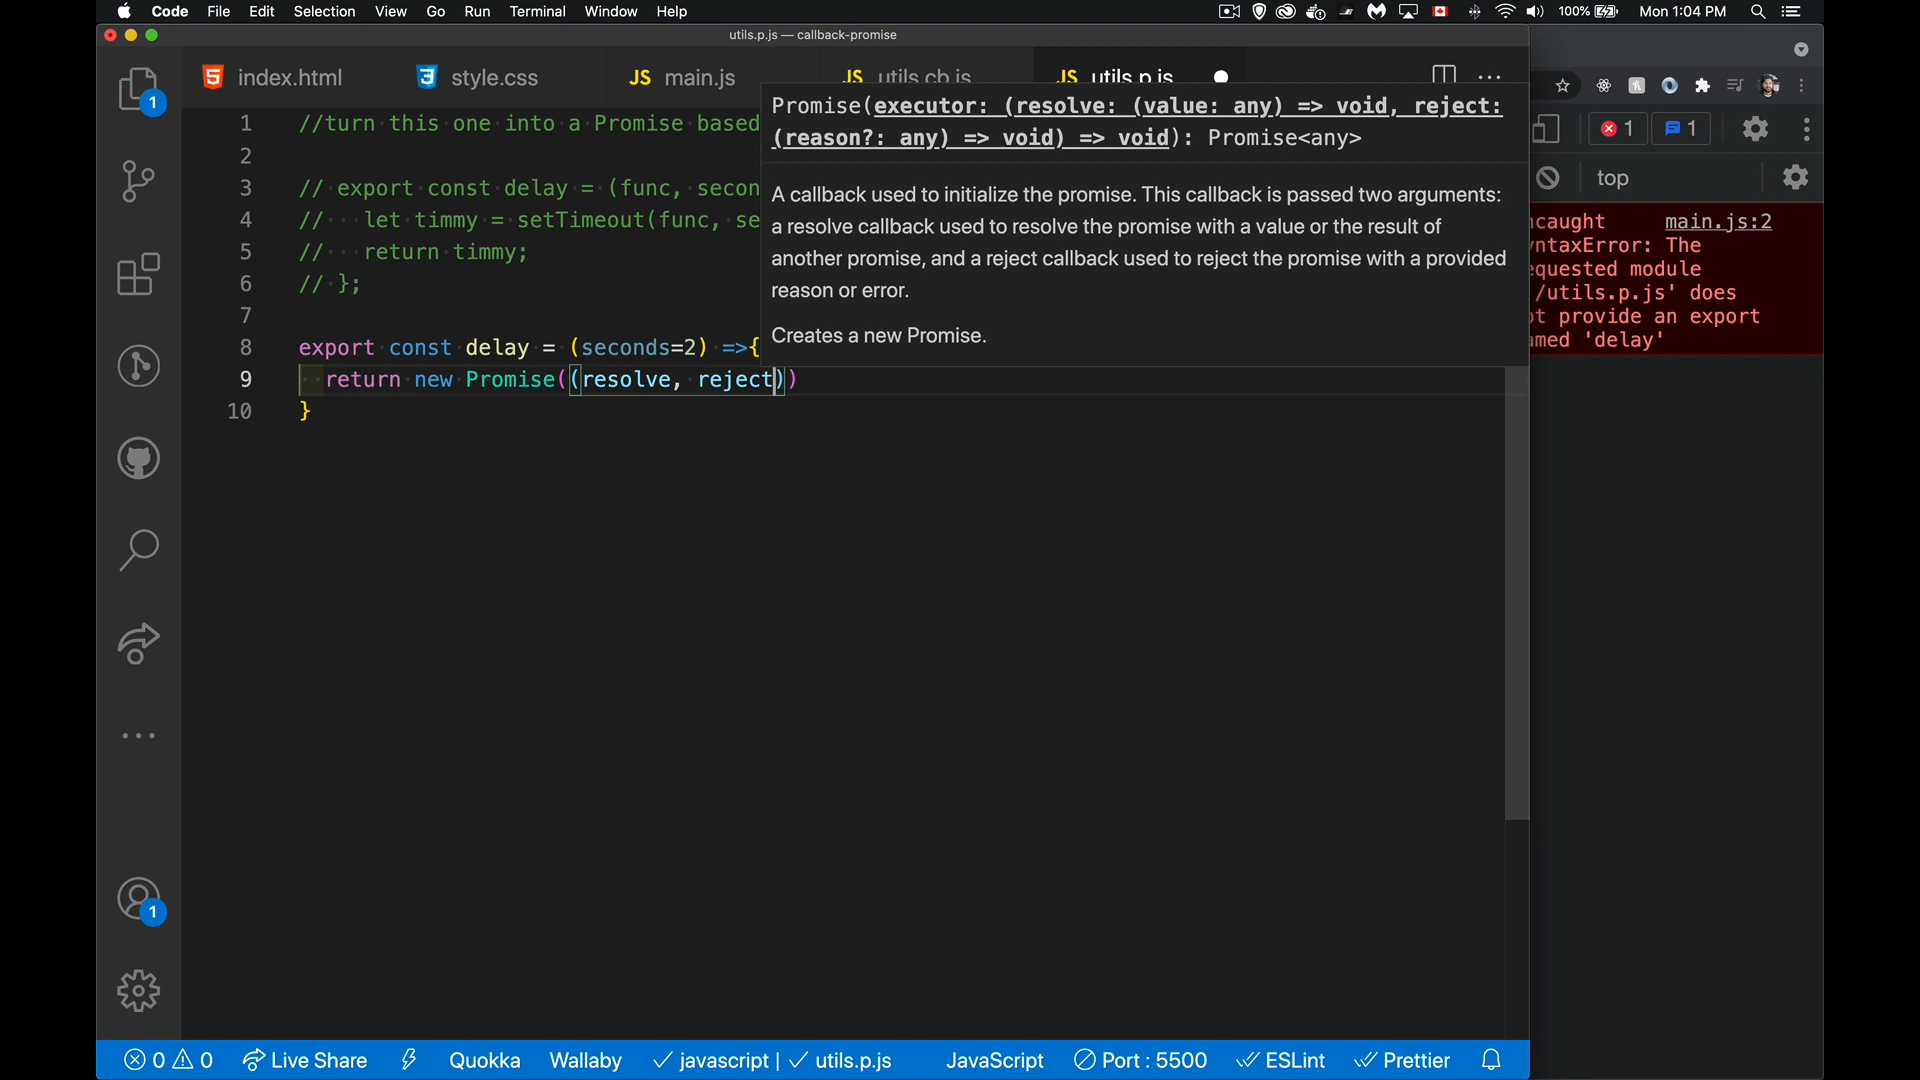 Code File Edit Selection View Go Run Terminal Window Help 100% Mon 1:04 PM
utils.p.js — callback-promise
1
index.html style.css JS main.js JS utils.cb.js JS utils.p.js
Promise(executor: (resolve: (value: any) => void, reject:
(reason?: any) => void) => void): Promise<any>
A callback used to initialize the promise. This callback is passed two arguments:
a resolve callback used to resolve the promise with a value or the result of
another promise, and a reject callback used to reject the promise with a provided
reason or error.
Creates a new Promise.
1 //turn this one into a Promise based
2
3 // export const delay = (func, secon
4 //   let timmy = setTimeout(func, se
5 //   return timmy;
6 // };
7
8 export const delay = (seconds=2) =>{
9 return new Promise((resolve, reject))
10 }
1 1
top
ncaught main.js:2
yntaxError: The
equested module
/utils.p.js' does
ot provide an export
amed 'delay'
1
0 0 Live Share Quokka Wallaby javascript | utils.p.js JavaScript Port : 5500 ESLint Prettier